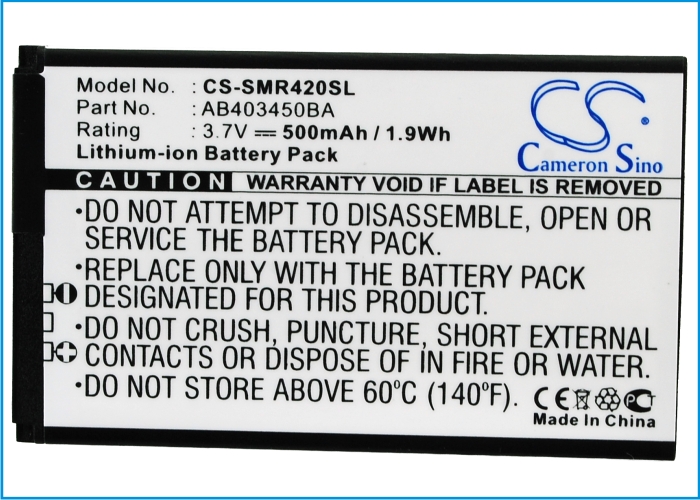 Model No. : CS-SMR420SL
Part No. : AB403450BA
Rating : 3.7V ⎓ 500mAh / 1.9Wh
Lithium-ion Battery Pack
CS
Cameron Sino
CAUTION WARRANTY VOID IF LABEL IS REMOVED
•DO NOT ATTEMPT TO DISASSEMBLE, OPEN OR
SERVICE THE BATTERY PACK.
•REPLACE ONLY WITH THE BATTERY PACK
DESIGNATED FOR THIS PRODUCT.
•DO NOT CRUSH, PUNCTURE, SHORT EXTERNAL
CONTACTS OR DISPOSE OF IN FIRE OR WATER.
•DO NOT STORE ABOVE 60°C (140°F).
CE PCT
Made In China